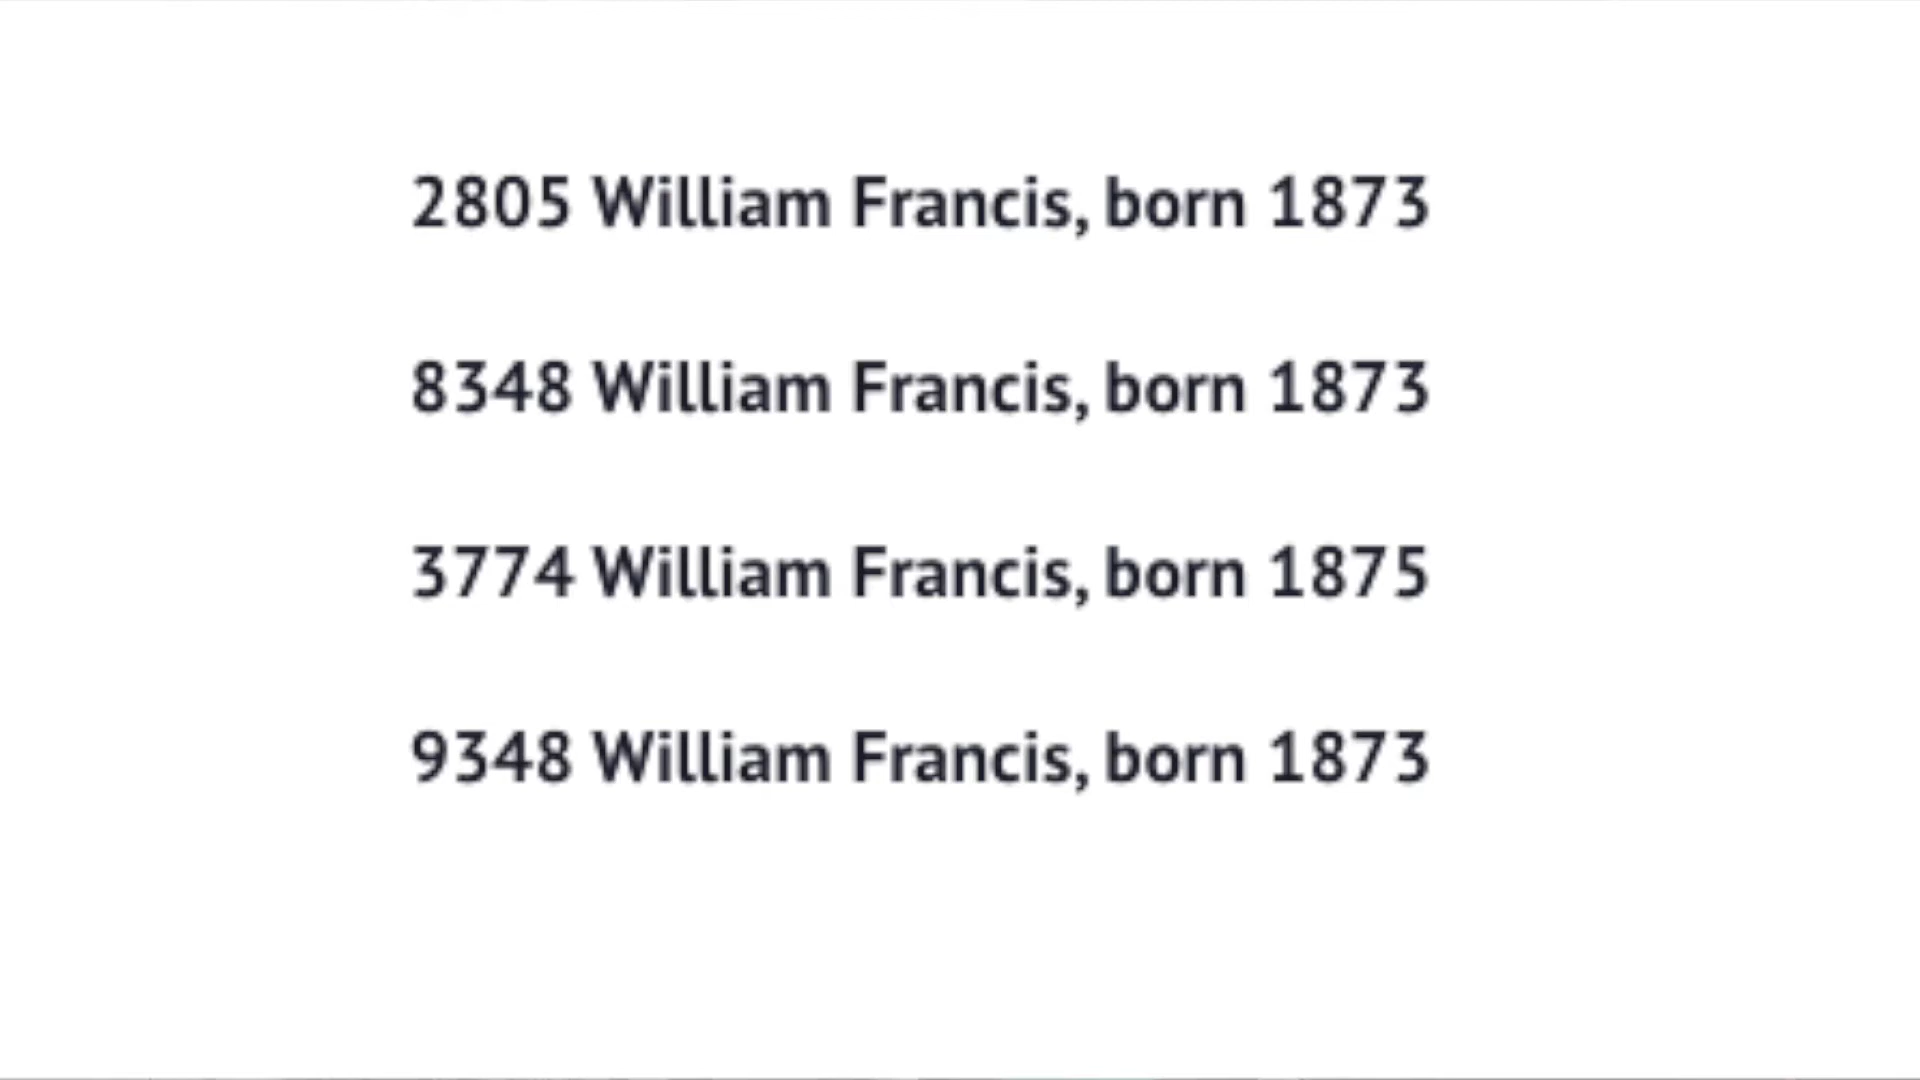 2805 William Francis, born 1873
8348 William Francis, born 1873
3774 William Francis, born 1875
9348 William Francis, born 1873